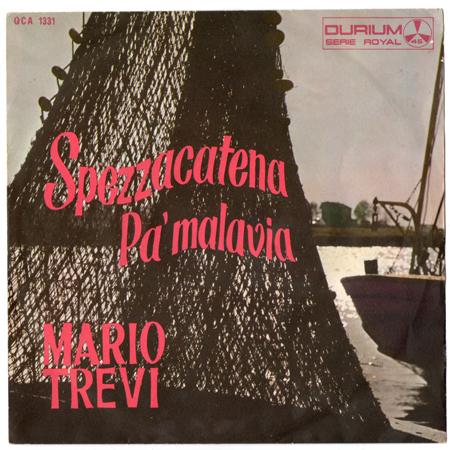 QCA 1331
DURIUM
SERIE ROYAL 45
Spezzacatena
Pa' malavia
MARIO
TREVI